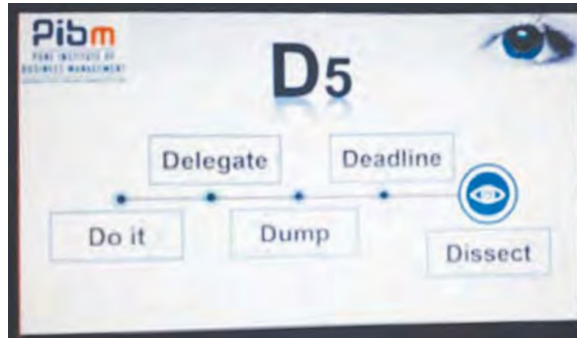 Pibm
PUNE INSTITUTE OF
BUSINESS MANAGEMENT
D5
Delegate
Deadline
Do it
Dump
Dissect